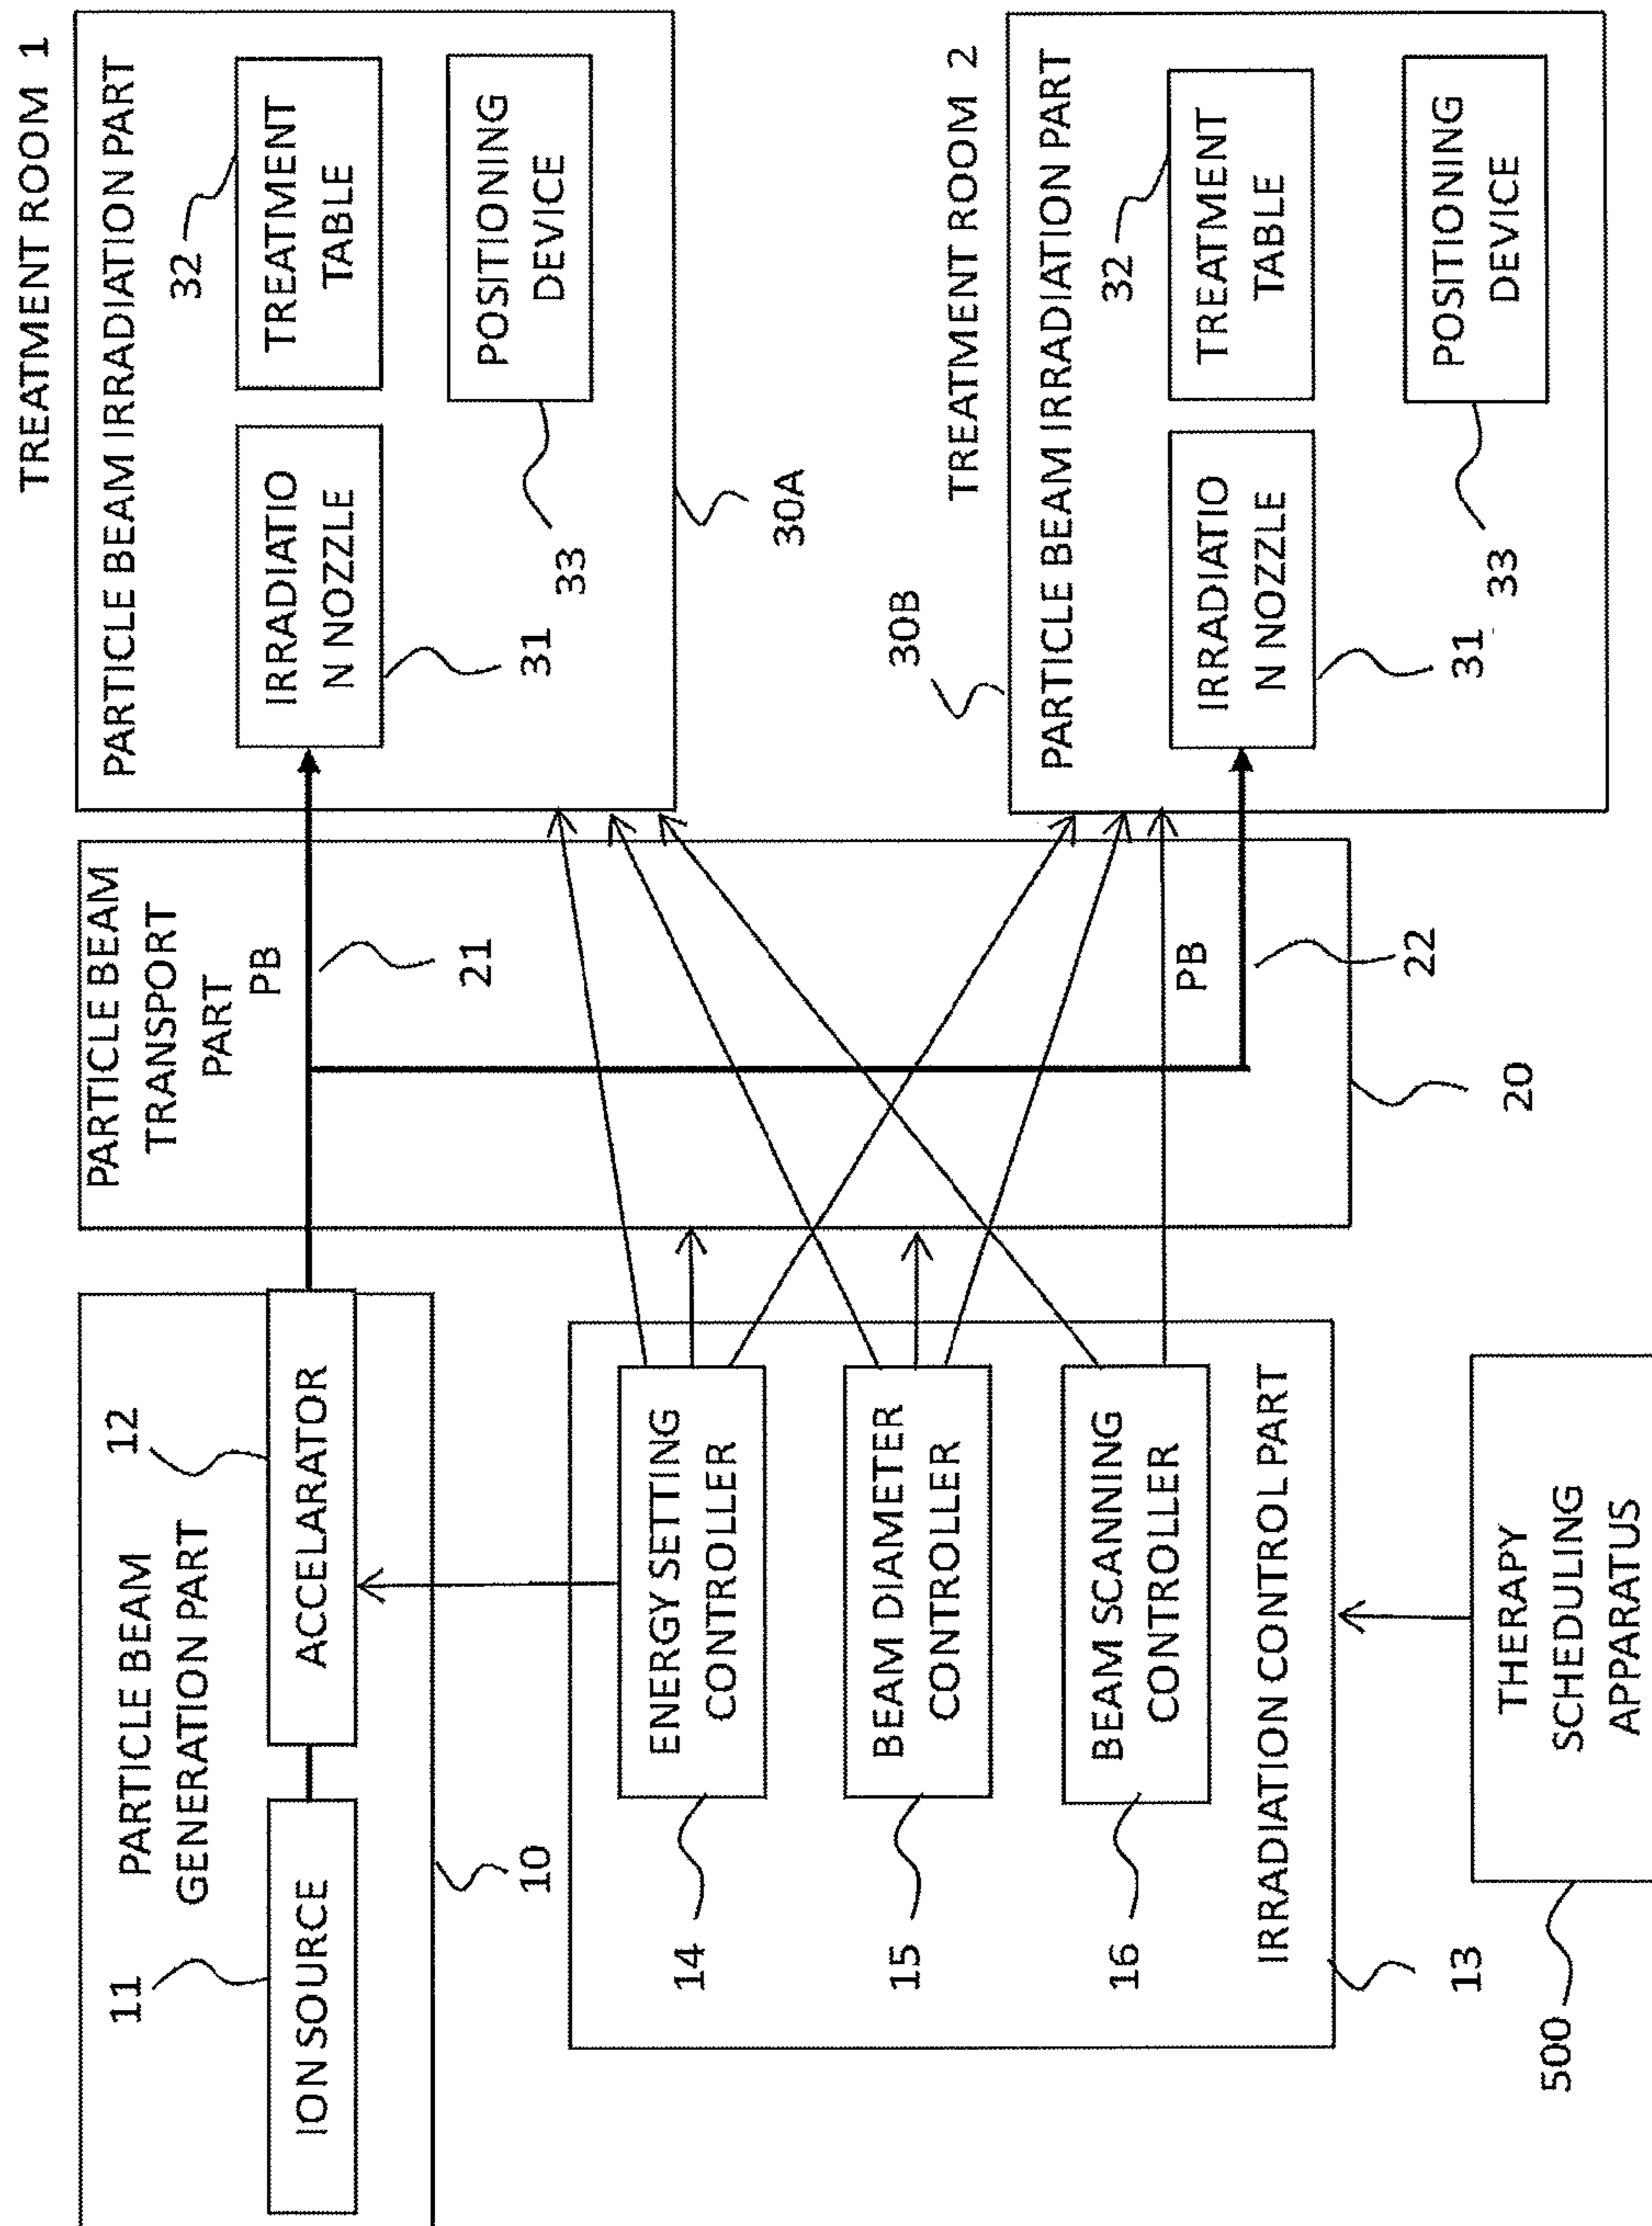 PARTICLE BEAM
GENERATION PART
11
ION SOURCE
12
ACCELARATOR
10
PARTICLE BEAM
TRANSPORT
PART
PB
21
PB
22
20
TREATMENT ROOM 1
PARTICLE BEAM IRRADIATION PART
IRRADIATIO
N NOZZLE
31
32
TREATMENT
TABLE
33
POSITIONING
DEVICE
30A
TREATMENT ROOM 2
30B
PARTICLE BEAM IRRADIATION PART
IRRADIATIO
N NOZZLE
31
32
TREATMENT
TABLE
33
POSITIONING
DEVICE
14
ENERGY SETTING
CONTROLLER
15
BEAM DIAMETER
CONTROLLER
16
BEAM SCANNING
CONTROLLER
IRRADIATION CONTROL PART
13
THERAPY
SCHEDULING
APPARATUS
500